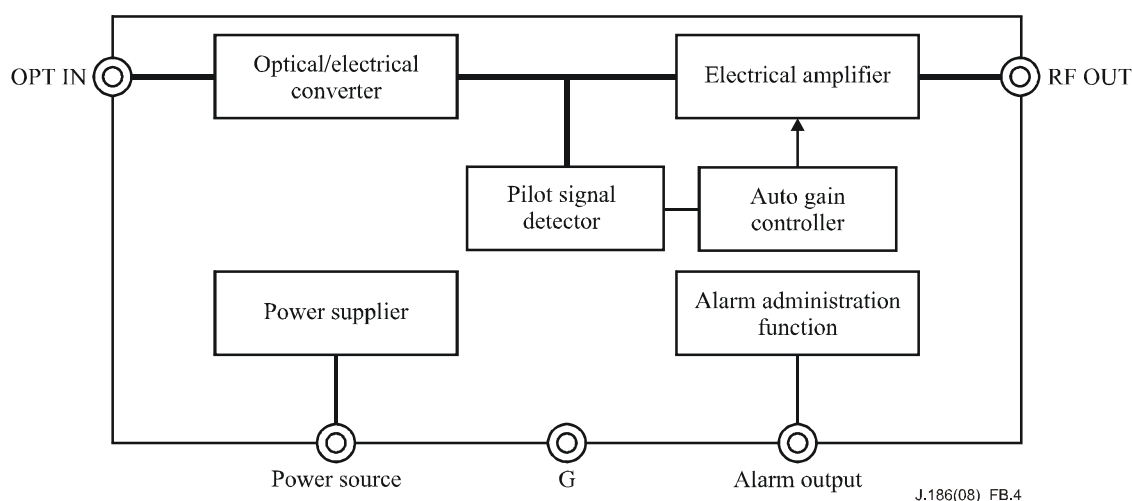 OPT IN
Optical/electrical
converter
Electrical amplifier
RF OUT
Pilot signal
detector
Auto gain
controller
Power supplier
Alarm administration
function
Power source
G
Alarm output
J.186(08)_FB.4